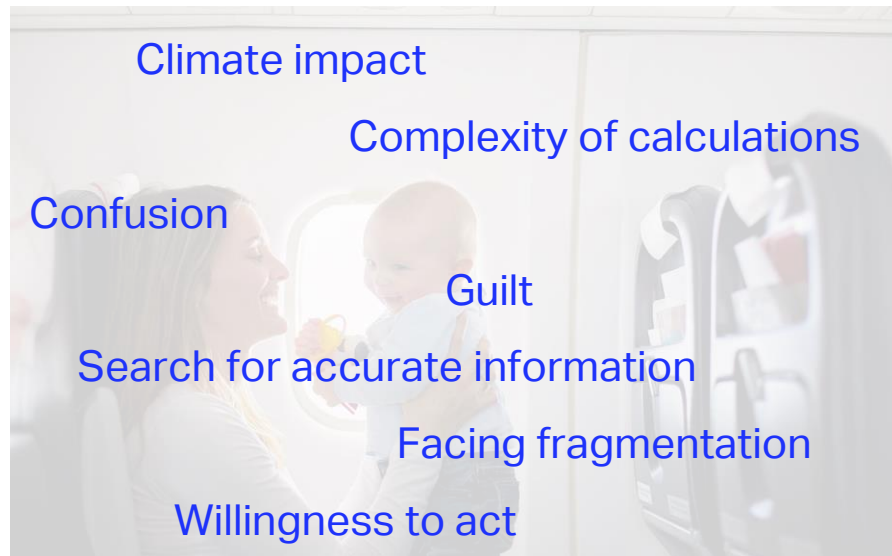 Climate impact
Complexity of calculations
Confusion
Guilt
Search for accurate information
Facing fragmentation
Willingness to act